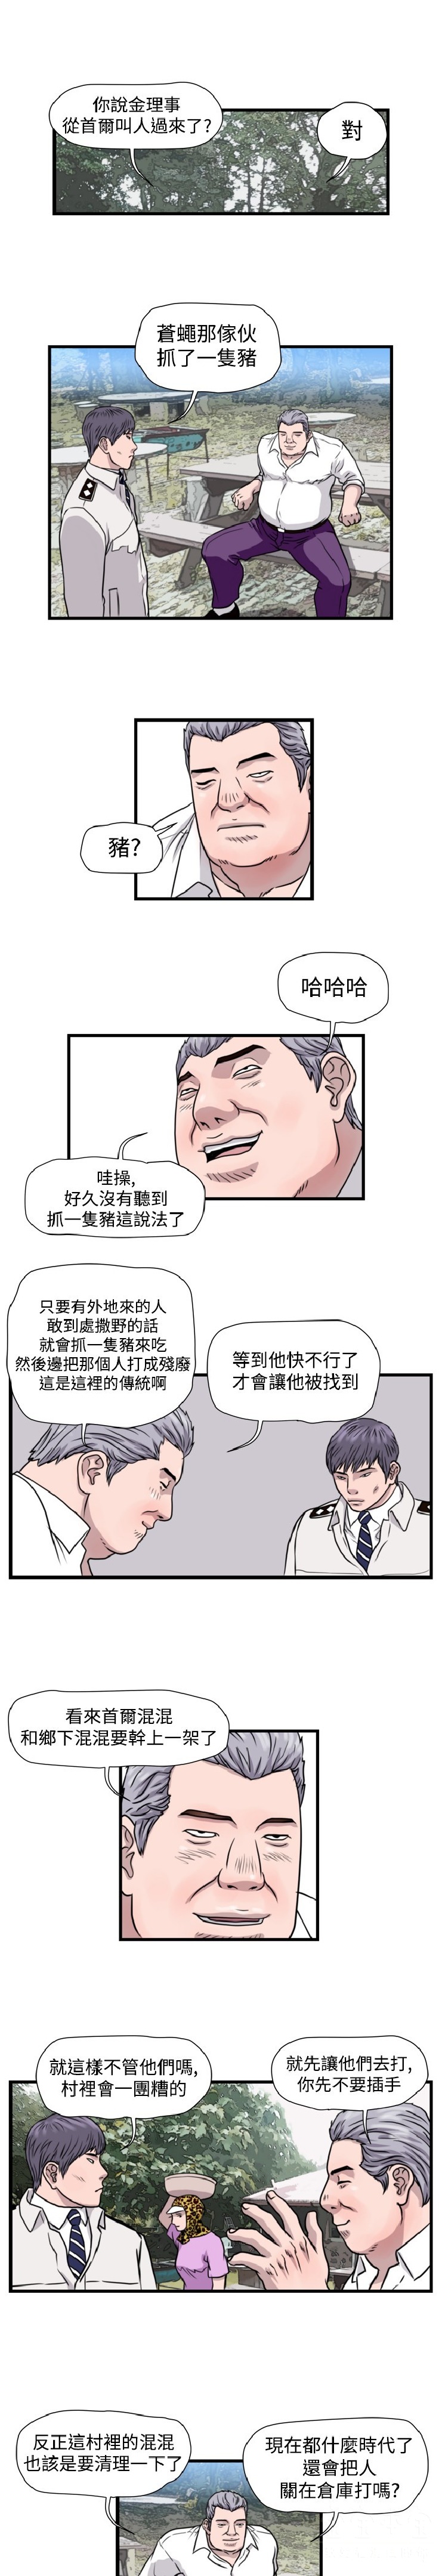 你說金理事
從首爾叫人過來了?
對
蒼蠅那傢伙
抓了一隻豬
豬?
哈哈哈
哇操,
好久沒有聽到
抓一隻豬這說法了
只要有外地來的人
敢到處撒野的話
就會抓一隻豬來吃
然後邊把那個人打成殘廢
這是這裡的傳統啊
等到他快不行了
才會讓他被找到
看來首爾混混
和鄉下混混要幹上一架了
就這樣不管他們嗎,
村裡會一團糟的
就先讓他們去打,
你先不要插手
反正這村裡的混混
也該是要清理一下了
現在都什麼時代了
還會把人
關在倉庫打嗎?